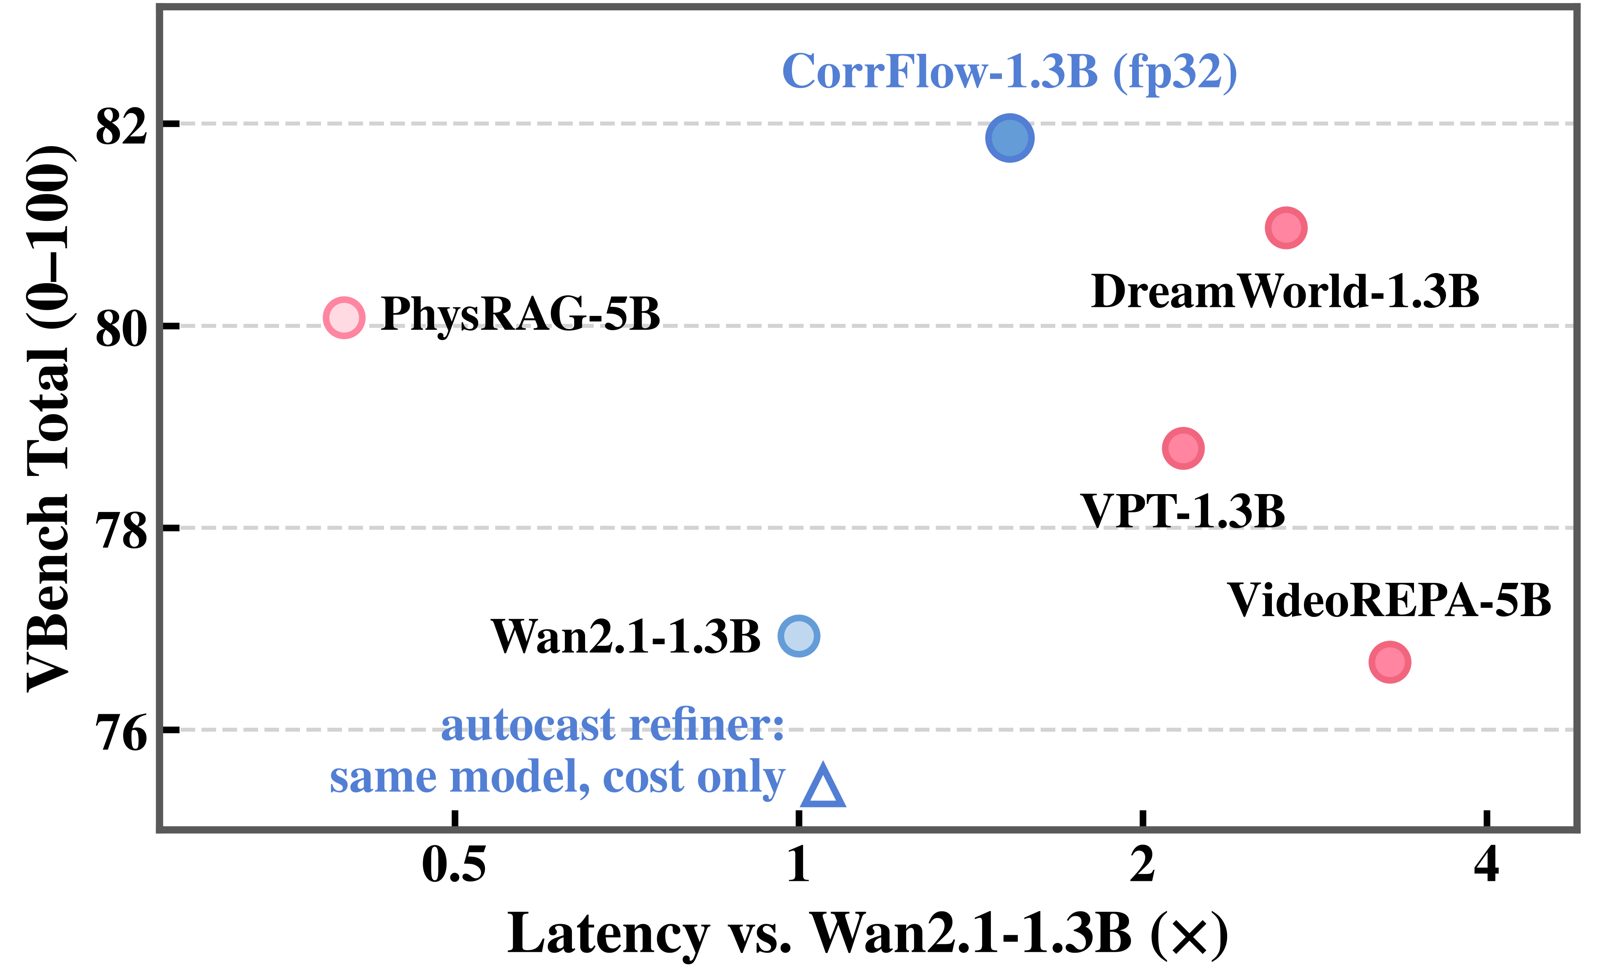 CorrFlow-1.3B (fp32)
82
DreamWorld-1.3B
PhysRAG-5B
80
VPT-1.3B
78
VideoREPA-5B
Wan2.1-1.3B
autocast refiner:
76
same model, cost only
0.5
1
2
4
Latency vs. Wan2.1-1.3B (×)
VBench Total (0–100)